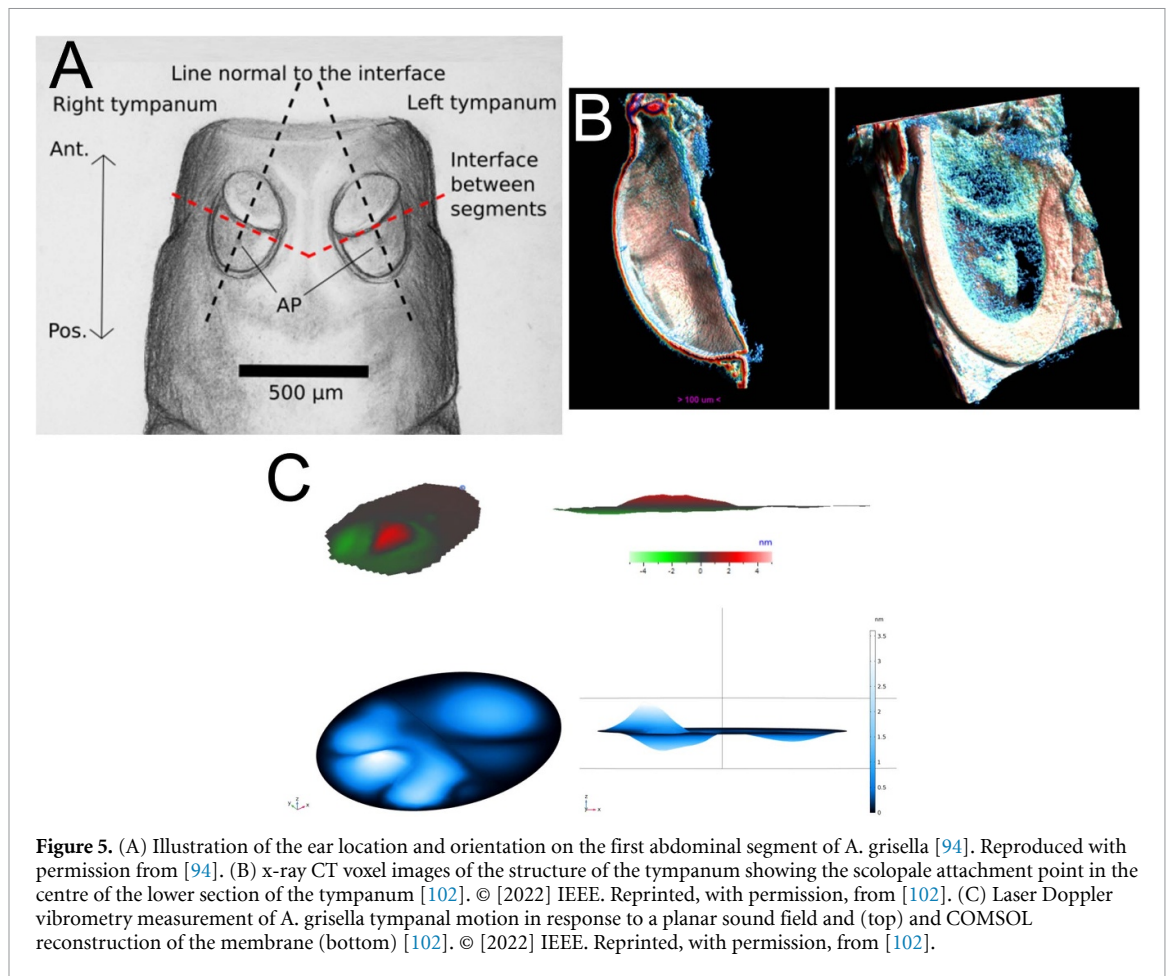 A
Line normal to the interface
Right tympanum
Left tympanum
Ant.
Interface
between
segments
AP
Pos.
500 µm
B
> 100 um <
C
nm
-4 -2 0 2 4
nm
3.5
3
2.5
2
1.5
1
0.5
0
y z x
z
x
Figure 5. (A) Illustration of the ear location and orientation on the first abdominal segment of A. grisella [94]. Reproduced with
permission from [94]. (B) x-ray CT voxel images of the structure of the tympanum showing the scolopale attachment point in the
centre of the lower section of the tympanum [102]. © [2022] IEEE. Reprinted, with permission, from [102]. (C) Laser Doppler
vibrometry measurement of A. grisella tympanal motion in response to a planar sound field and (top) and COMSOL
reconstruction of the membrane (bottom) [102]. © [2022] IEEE. Reprinted, with permission, from [102].